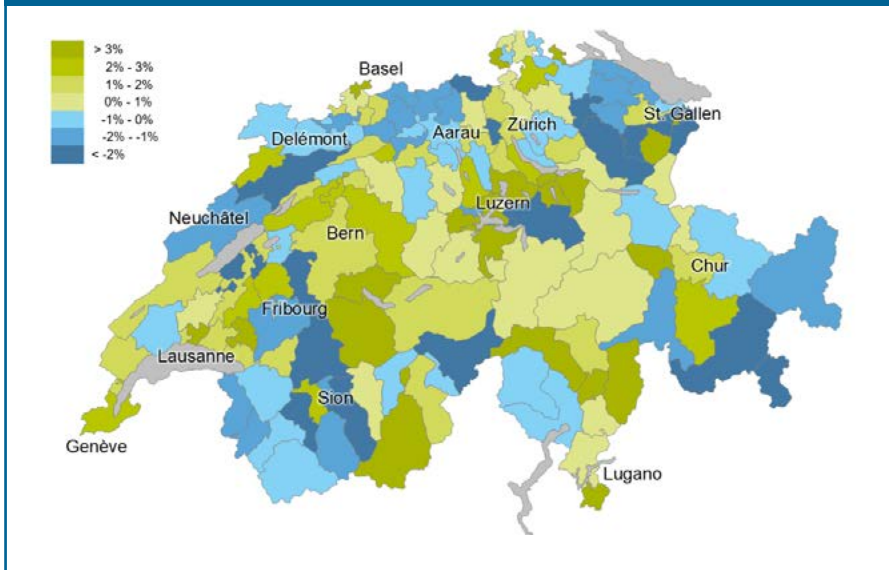 > 3%
2% - 3%
1% - 2%
0% - 1%
-1% - 0%
-2% - -1%
< -2%
Basel
Delémont
Aarau
Zürich
St. Gallen
Neuchâtel
Luzern
Bern
Chur
Fribourg
Lausanne
Sion
Genève
Lugano